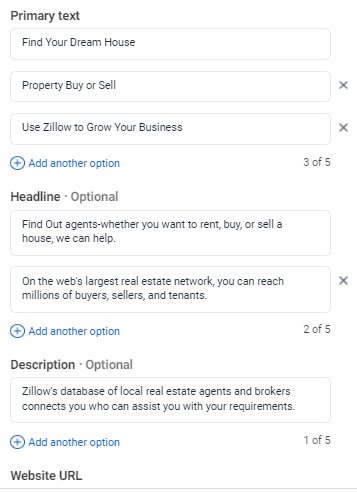 Primary text
Find Your Dream House
Property Buy or Sell
Use Zillow to Grow Your Business
Add another option
3 of 5
Headline · Optional
Find Out agents-whether you want to rent, buy, or sell a
house, we can help.
On the web's largest real estate network, you can reach
millions of buyers, sellers, and tenants.
Add another option
2 of 5
Description · Optional
Zillow's database of local real estate agents and brokers
connects you who can assist you with your requirements.
Add another option
1 of 5
Website URL